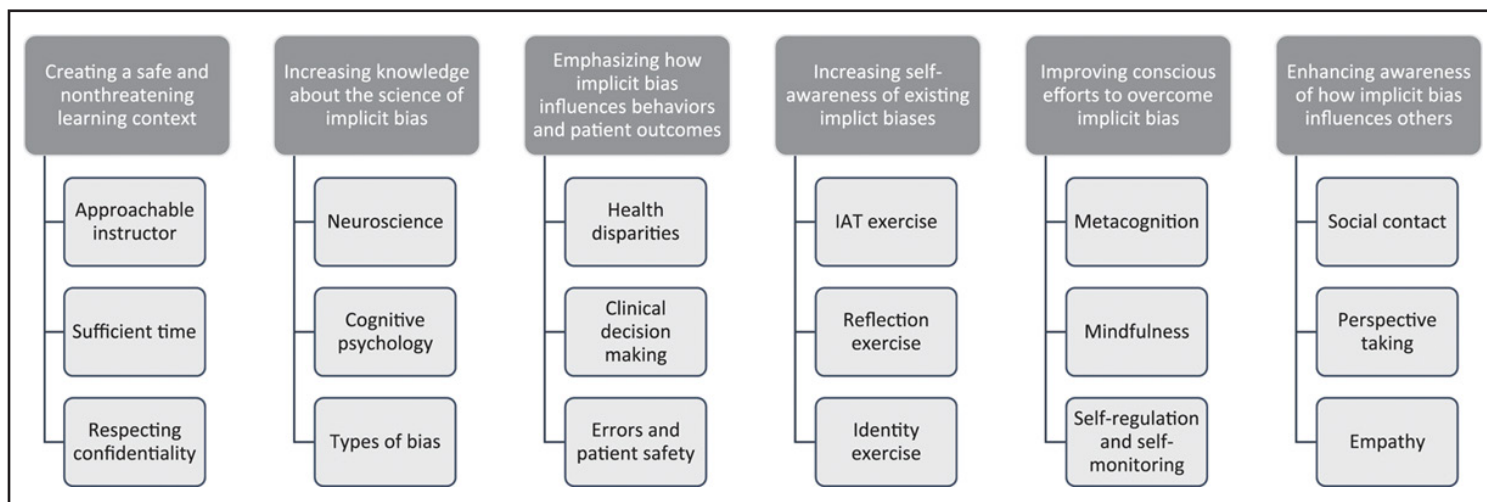 Creating a safe and
nonthreatening
learning context
Approachable
instructor
Sufficient time
Respecting
confidentiality
Increasing knowledge
about the science of
implicit bias
Neuroscience
Cognitive
psychology
Types of bias
Emphasizing how
implicit bias
influences behaviors
and patient outcomes
Health
disparities
Clinical
decision
making
Errors and
patient safety
Increasing self-
awareness of existing
implict biases
IAT exercise
Reflection
exercise
Identity
exercise
Improving conscious
efforts to overcome
implicit bias
Metacognition
Mindfulness
Self-regulation
and self-
monitoring
Enhancing awareness
of how implicit bias
influences others
Social contact
Perspective
taking
Empathy